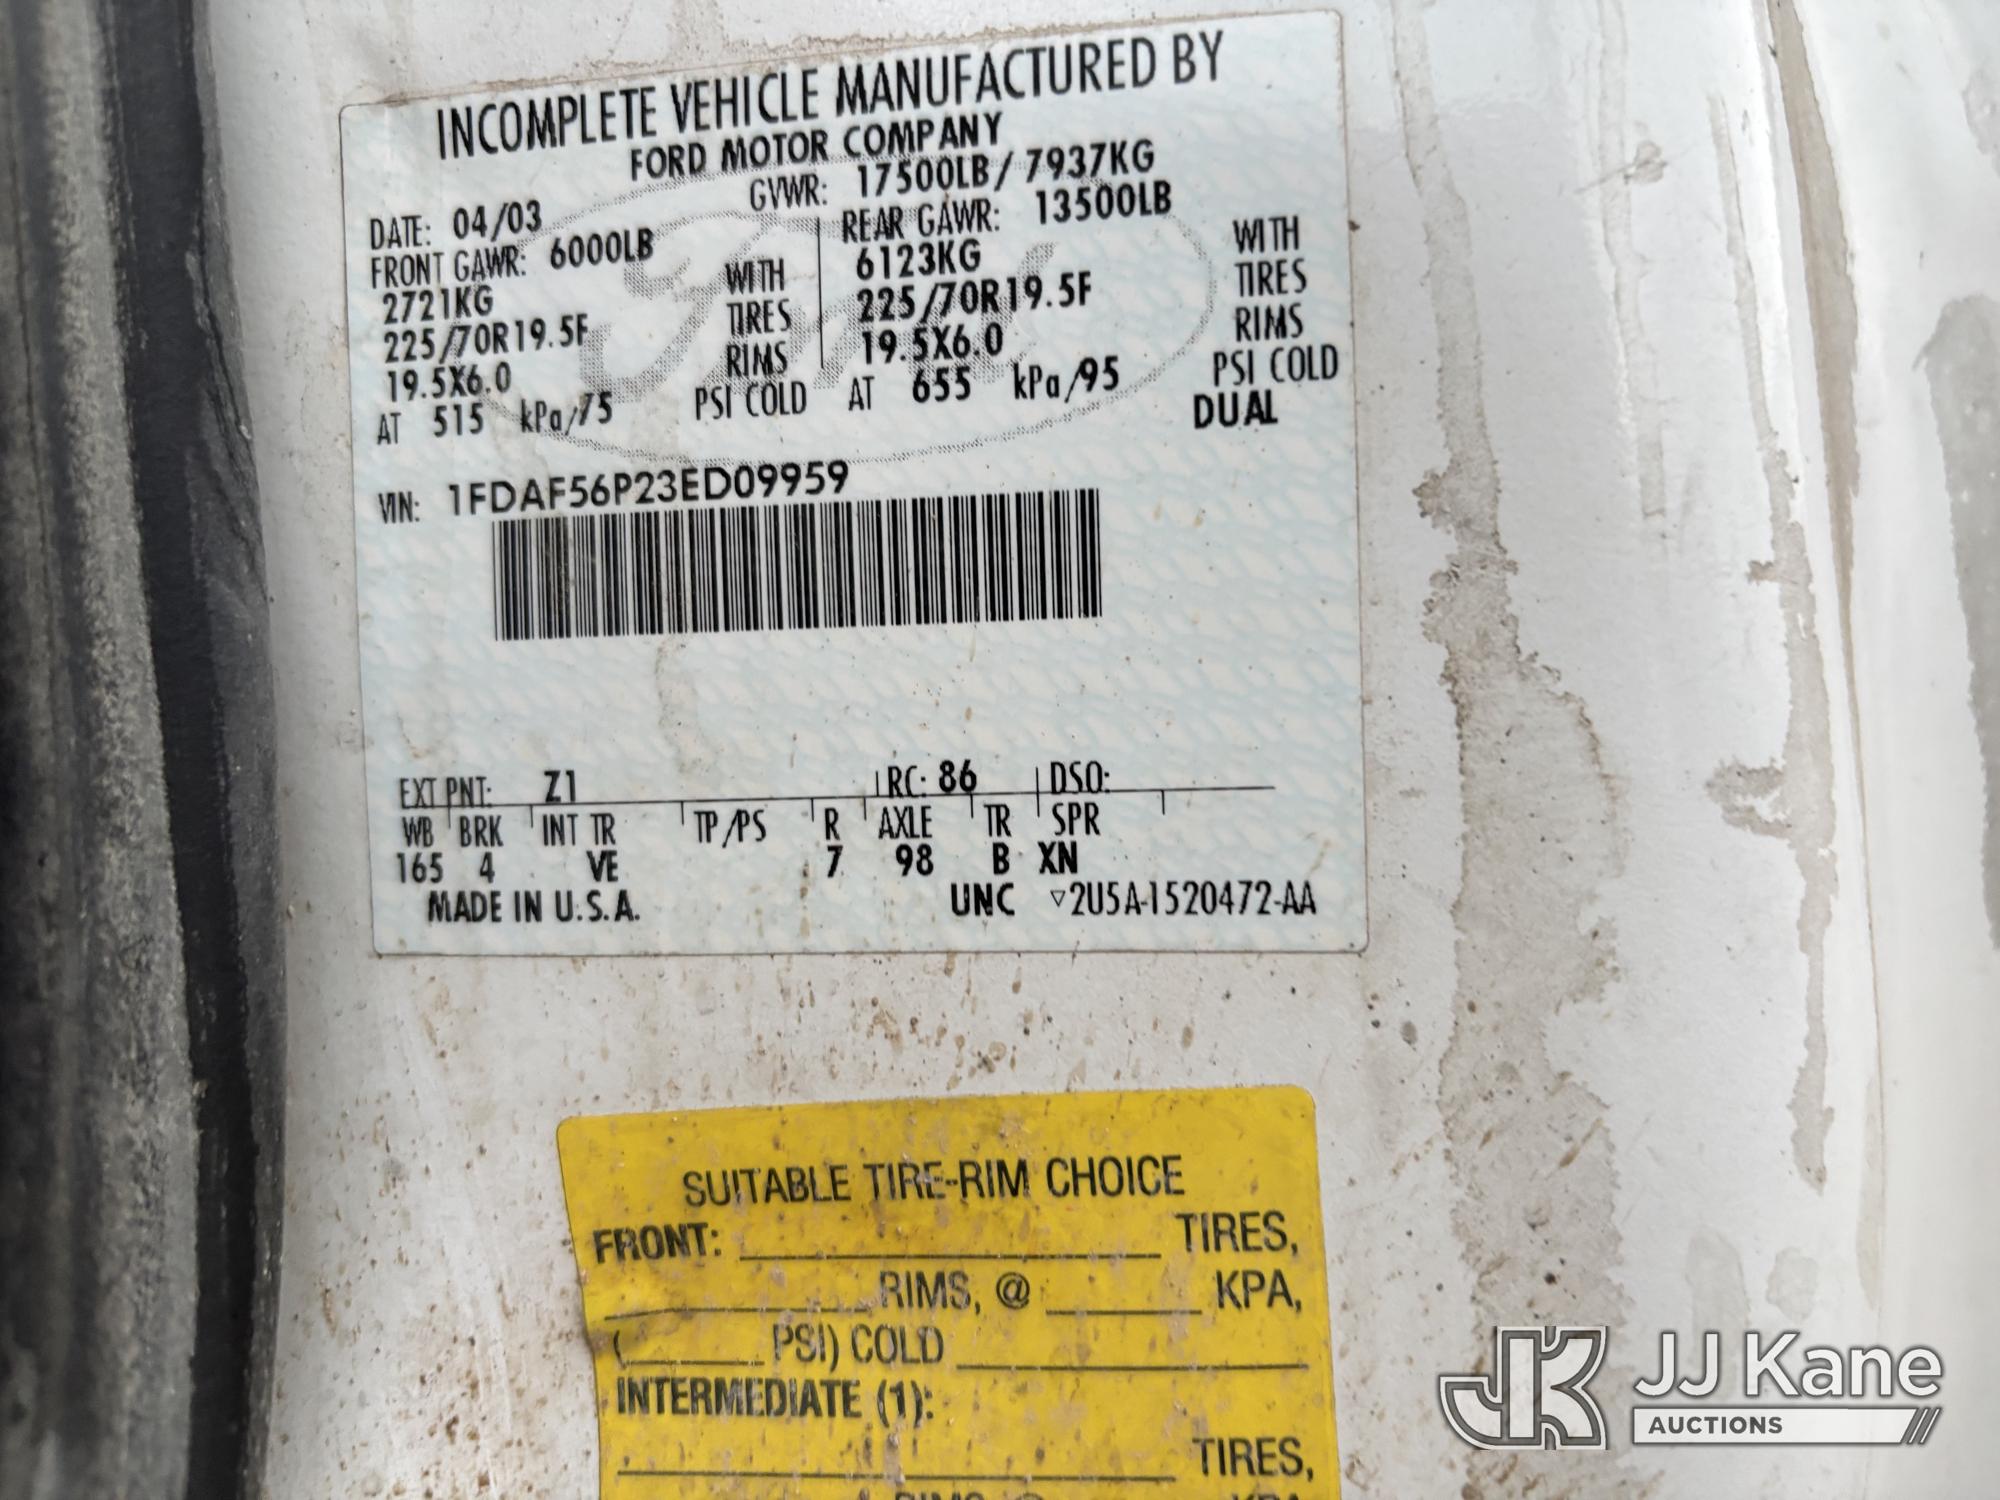 INCOMPLETE VEHICLE MANUFACTURED BY
FORD MOTOR COMPANY
DATE: 04/03 GVWR: 17500LB/ 7937KG
FRONT GAWR: 6000LB REAR GAWR: 13500LB
2721KG WITH 6123KG WITH
225/70R19.5F TIRES 225/70R19.5F TIRES
19.5X6.0 RIMS 19.5X6.0 RIMS
AT 515 kPa/75 PSI COLD AT 655 kPa/95 PSI COLD
DUAL
VIN: 1FDAF56P23ED09959
EXT PNT: Z1 RC: 86 DSO:
WB BRK INT TR TP/PS R AXLE TR SPR
165 4 VE 7 98 B XN
MADE IN U.S.A. UNC ▿2U5A-1520472-AA
SUITABLE TIRE-RIM CHOICE
FRONT: TIRES,
RIMS, @ KPA,
( PSI) COLD
INTERMEDIATE (1):
TIRES,
RIMS @ KPA
JK JJ Kane
AUCTIONS